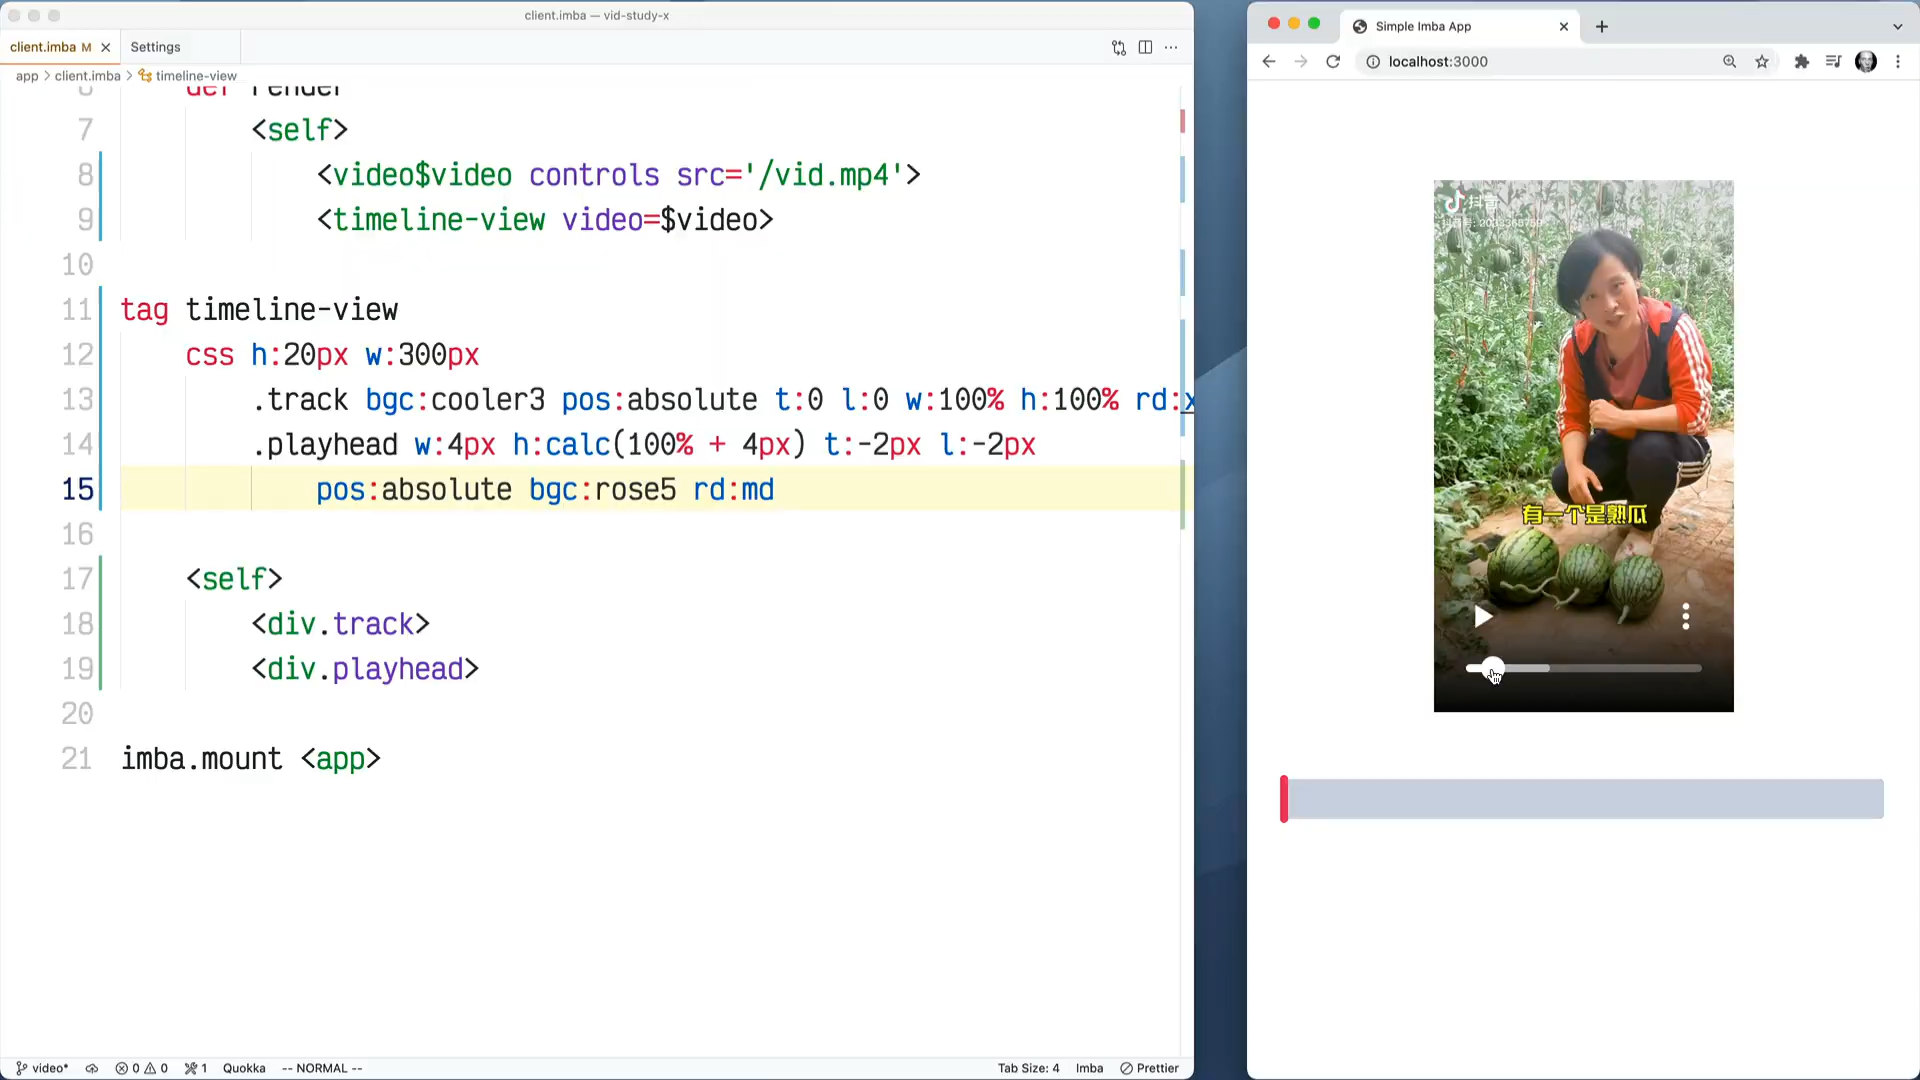 client.imba — vid-study-x
client.imba M
Settings
app > client.imba > timeline-view
def render
7 <self>
8 <video$video controls src='/vid.mp4'>
9 <timeline-view video=$video>
10
11 tag timeline-view
12 css h:20px w:300px
13 .track bgc:cooler3 pos:absolute t:0 l:0 w:100% h:100% rd:x
14 .playhead w:4px h:calc(100% + 4px) t:-2px l:-2px
15 pos:absolute bgc:rose5 rd:md
16
17 <self>
18 <div.track>
19 <div.playhead>
20
21 imba.mount <app>
video*
0 0
1
Quokka
-- NORMAL --
Tab Size: 4
Imba
Prettier
Simple Imba App
localhost:3000
抖音
有一个是熟瓜